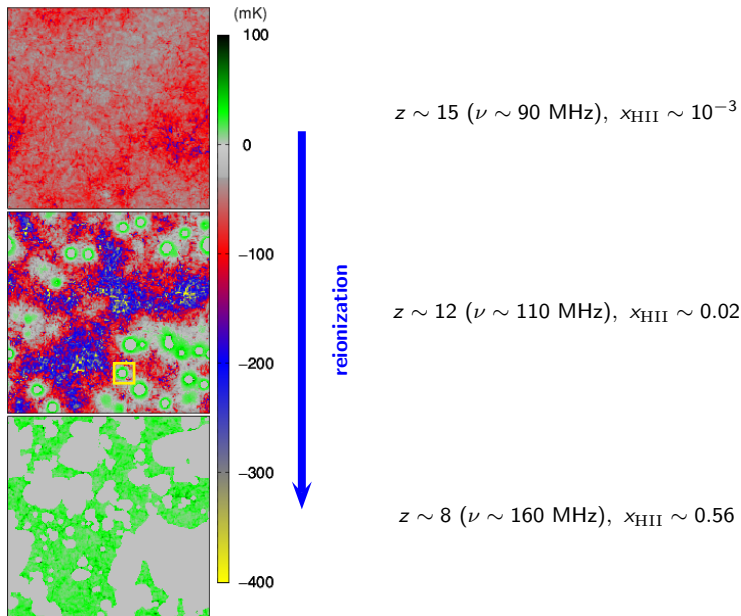 (mK)
100
0
−100
−200
−300
−400
reionization
z ∼ 15 (ν ∼ 90 MHz), x_HII ∼ 10^−3
z ∼ 12 (ν ∼ 110 MHz), x_HII ∼ 0.02
z ∼ 8 (ν ∼ 160 MHz), x_HII ∼ 0.56